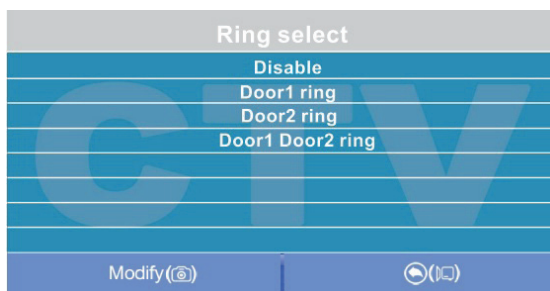 Ring select
Disable
Door1 ring
Door2 ring
Door1 Door2 ring
CTV
Modify()
()